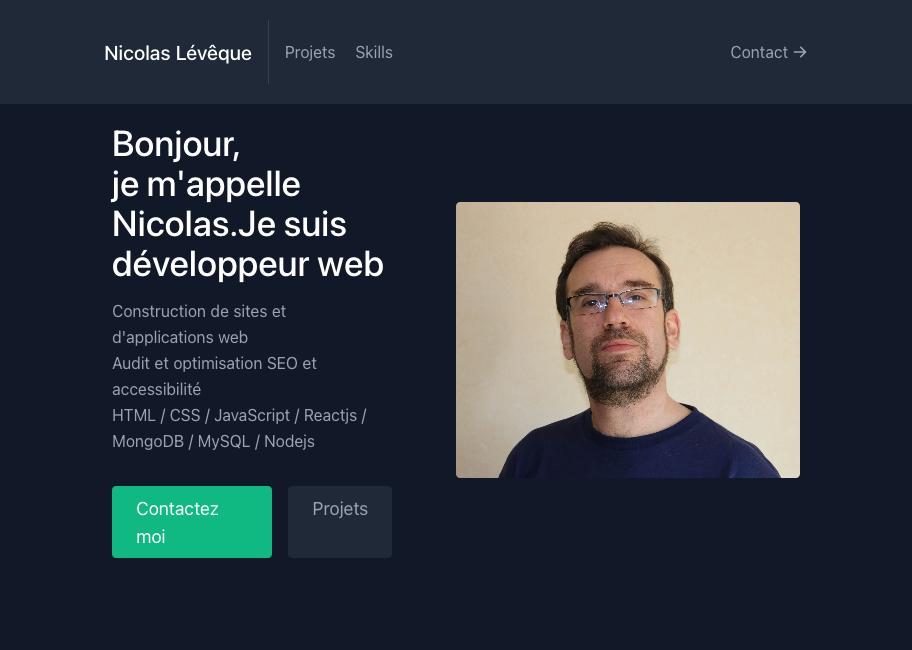 Nicolas Lévêque
Projets
Skills
Contact →
Bonjour,
je m'appelle
Nicolas.Je suis
développeur web
Construction de sites et
d'applications web
Audit et optimisation SEO et
accessibilité
HTML / CSS / JavaScript / Reactjs /
MongoDB / MySQL / Nodejs
Contactez
moi
Projets